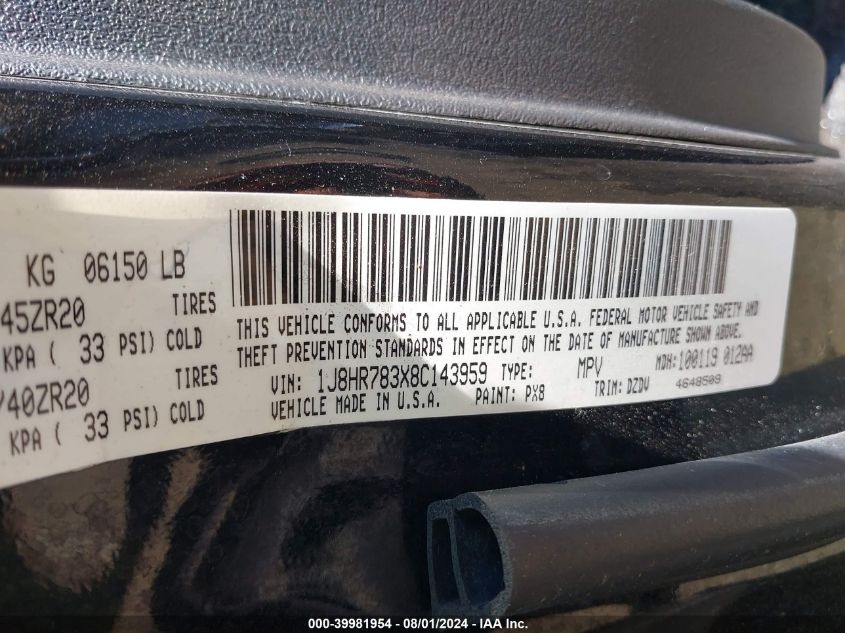 KG 06150 LB
45ZR20 TIRES
KPA ( 33 PSI) COLD
/40ZR20 TIRES
KPA ( 33 PSI) COLD
THIS VEHICLE CONFORMS TO ALL APPLICABLE U.S.A. FEDERAL MOTOR VEHICLE SAFETY AND
THEFT PREVENTION STANDARDS IN EFFECT ON THE DATE OF MANUFACTURE SHOWN ABOVE.
VIN: 1J8HR783X8C143959 TYPE: MPV MDH: 100119 012AA
VEHICLE MADE IN U.S.A. PAINT: PX8 TRIM: DZDV 4648509
000-39981954 - 08/01/2024 - IAA Inc.